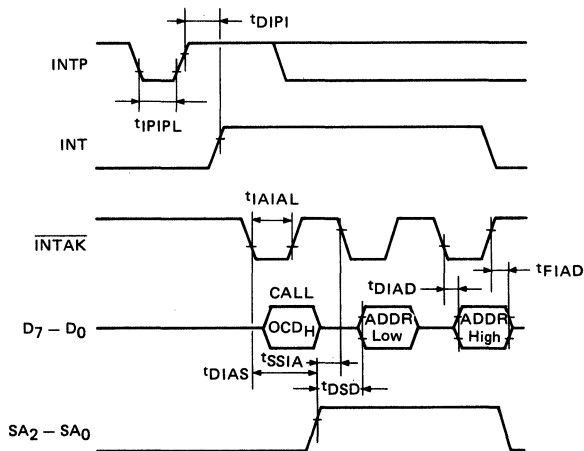 tDIPI
INTP
tIPIPL
INT
tIAIAL
INTAK
tFIAD
tDIAD
CALL
D7 – D0
OCDH
ADDR
Low
ADDR
High
tSSIA
tDIAS
tDSD
SA2 – SA0